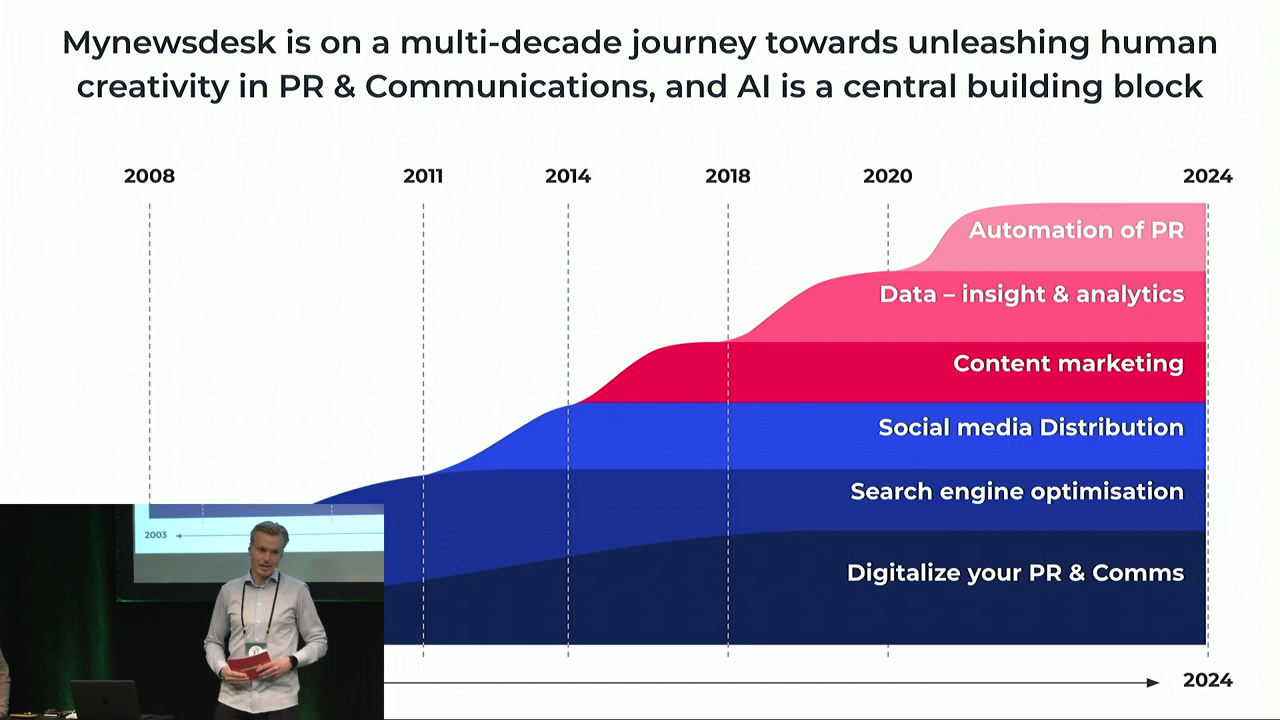 Mynewsdesk is on a multi-decade journey towards unleashing human
creativity in PR & Communications, and AI is a central building block
2008 2011 2014 2018 2020 2024
Automation of PR
Data – insight & analytics
Content marketing
Social media Distribution
Search engine optimisation
Digitalize your PR & Comms
2003
2024